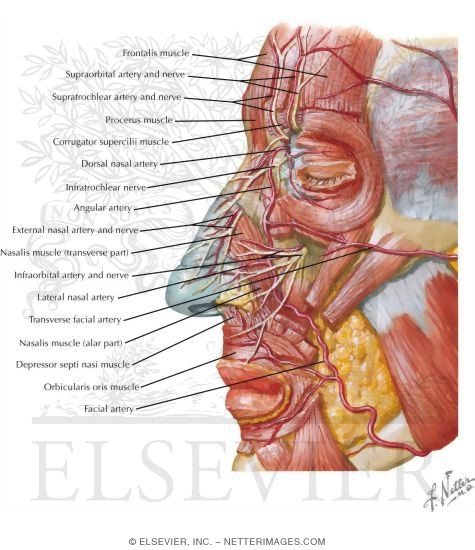 Frontalis muscle
Supraorbital artery and nerve
Supratrochlear artery and nerve
Procerus muscle
Corrugator supercilii muscle
Dorsal nasal artery
Infratrochlear nerve
Angular artery
External nasal artery and nerve
Nasalis muscle (transverse part)
Infraorbital artery and nerve
Lateral nasal artery
Transverse facial artery
Nasalis muscle (alar part)
Depressor septi nasi muscle
Orbicularis oris muscle
Facial artery
ELSEVIER
F. Netter
M.D.
© ELSEVIER, INC. – NETTERIMAGES.COM